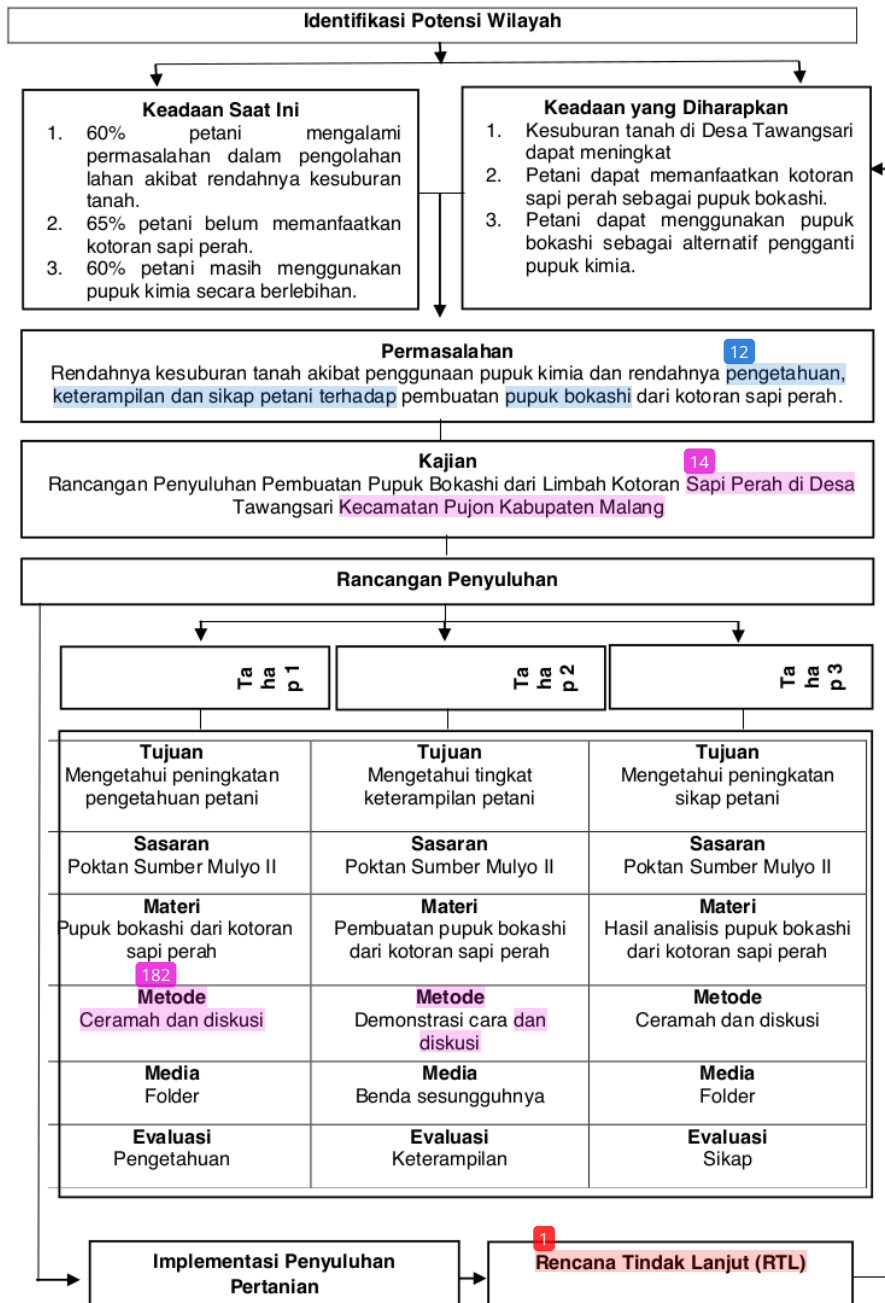 Identifikasi Potensi Wilayah
Keadaan Saat Ini
1. 60% petani mengalami
permasalahan dalam pengolahan
lahan akibat rendahnya kesuburan
tanah.
2. 65% petani belum memanfaatkan
kotoran sapi perah.
3. 60% petani masih menggunakan
pupuk kimia secara berlebihan.
Keadaan yang Diharapkan
1. Kesuburan tanah di Desa Tawangsari
dapat meningkat
2. Petani dapat memanfaatkan kotoran
sapi perah sebagai pupuk bokashi.
3. Petani dapat menggunakan pupuk
bokashi sebagai alternatif pengganti
pupuk kimia.
Permasalahan
12
Rendahnya kesuburan tanah akibat penggunaan pupuk kimia dan rendahnya pengetahuan,
keterampilan dan sikap petani terhadap pembuatan pupuk bokashi dari kotoran sapi perah.
Kajian
14
Rancangan Penyuluhan Pembuatan Pupuk Bokashi dari Limbah Kotoran Sapi Perah di Desa
Tawangsari Kecamatan Pujon Kabupaten Malang
Rancangan Penyuluhan
Ta
ha
p 1
Ta
ha
p 2
Ta
ha
p 3
Tujuan
Mengetahui peningkatan
pengetahuan petani
Tujuan
Mengetahui tingkat
keterampilan petani
Tujuan
Mengetahui peningkatan
sikap petani
Sasaran
Poktan Sumber Mulyo II
Sasaran
Poktan Sumber Mulyo II
Sasaran
Poktan Sumber Mulyo II
Materi
Pupuk bokashi dari kotoran
sapi perah
Materi
Pembuatan pupuk bokashi
dari kotoran sapi perah
Materi
Hasil analisis pupuk bokashi
dari kotoran sapi perah
182
Metode
Ceramah dan diskusi
Metode
Demonstrasi cara dan
diskusi
Metode
Ceramah dan diskusi
Media
Folder
Media
Benda sesungguhnya
Media
Folder
Evaluasi
Pengetahuan
Evaluasi
Keterampilan
Evaluasi
Sikap
Implementasi Penyuluhan
Pertanian
1
Rencana Tindak Lanjut (RTL)